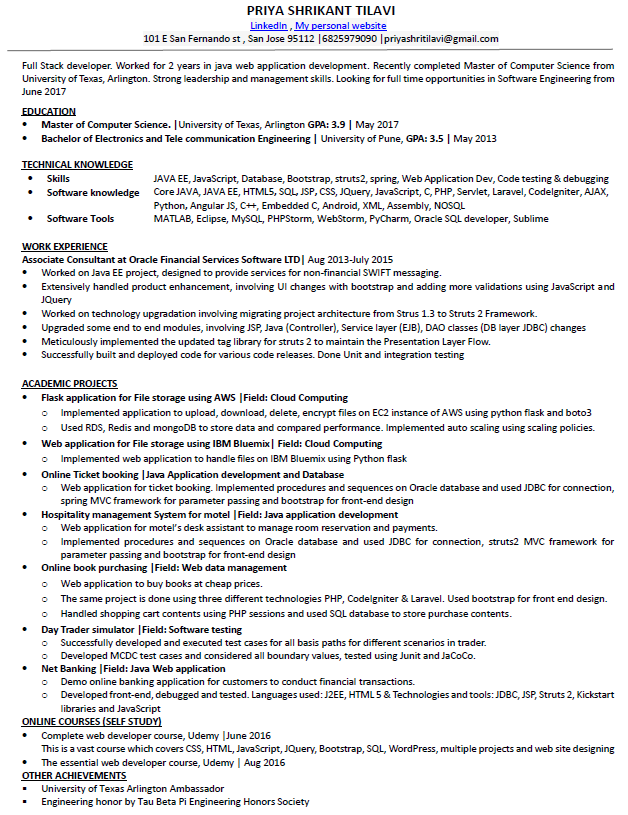 PRIYA SHRIKANT TILAVI
LinkedIn , My personal website
101 E San Fernando st , San Jose 95112 |6825979090 |priyashritilavi@gmail.com
Full Stack developer. Worked for 2 years in java web application development. Recently completed Master of Computer Science from
University of Texas, Arlington. Strong leadership and management skills. Looking for full time opportunities in Software Engineering from
June 2017
EDUCATION
• Master of Computer Science. |University of Texas, Arlington GPA: 3.9 | May 2017
• Bachelor of Electronics and Tele communication Engineering | University of Pune, GPA: 3.5 | May 2013
TECHNICAL KNOWLEDGE
• Skills JAVA EE, JavaScript, Database, Bootstrap, struts2, spring, Web Application Dev, Code testing & debugging
• Software knowledge Core JAVA, JAVA EE, HTML5, SQL, JSP, CSS, JQuery, JavaScript, C, PHP, Servlet, Laravel, CodeIgniter, AJAX,
Python, Angular JS, C++, Embedded C, Android, XML, Assembly, NOSQL
• Software Tools MATLAB, Eclipse, MySQL, PHPStorm, WebStorm, PyCharm, Oracle SQL developer, Sublime
WORK EXPERIENCE
Associate Consultant at Oracle Financial Services Software LTD| Aug 2013-July 2015
• Worked on Java EE project, designed to provide services for non-financial SWIFT messaging.
• Extensively handled product enhancement, involving UI changes with bootstrap and adding more validations using JavaScript and
JQuery
• Worked on technology upgradation involving migrating project architecture from Strus 1.3 to Struts 2 Framework.
• Upgraded some end to end modules, involving JSP, Java (Controller), Service layer (EJB), DAO classes (DB layer JDBC) changes
• Meticulously implemented the updated tag library for struts 2 to maintain the Presentation Layer Flow.
• Successfully built and deployed code for various code releases. Done Unit and integration testing
ACADEMIC PROJECTS
• Flask application for File storage using AWS |Field: Cloud Computing
o Implemented application to upload, download, delete, encrypt files on EC2 instance of AWS using python flask and boto3
o Used RDS, Redis and mongoDB to store data and compared performance. Implemented auto scaling using scaling policies.
• Web application for File storage using IBM Bluemix| Field: Cloud Computing
o Implemented web application to handle files on IBM Bluemix using Python flask
• Online Ticket booking |Java Application development and Database
o Web application for ticket booking. Implemented procedures and sequences on Oracle database and used JDBC for connection,
spring MVC framework for parameter passing and bootstrap for front-end design
• Hospitality management System for motel |Field: Java application development
o Web application for motel's desk assistant to manage room reservation and payments.
o Implemented procedures and sequences on Oracle database and used JDBC for connection, struts2 MVC framework for
parameter passing and bootstrap for front-end design
• Online book purchasing |Field: Web data management
o Web application to buy books at cheap prices.
o The same project is done using three different technologies PHP, CodeIgniter & Laravel. Used bootstrap for front end design.
o Handled shopping cart contents using PHP sessions and used SQL database to store purchase contents.
• Day Trader simulator |Field: Software testing
o Successfully developed and executed test cases for all basis paths for different scenarios in trader.
o Developed MCDC test cases and considered all boundary values, tested using Junit and JaCoCo.
• Net Banking |Field: Java Web application
o Demo online banking application for customers to conduct financial transactions.
o Developed front-end, debugged and tested. Languages used: J2EE, HTML 5 & Technologies and tools: JDBC, JSP, Struts 2, Kickstart
libraries and JavaScript
ONLINE COURSES (SELF STUDY)
• Complete web developer course, Udemy |June 2016
This is a vast course which covers CSS, HTML, JavaScript, JQuery, Bootstrap, SQL, WordPress, multiple projects and web site designing
• The essential web developer course, Udemy | Aug 2016
OTHER ACHIEVEMENTS
▪ University of Texas Arlington Ambassador
▪ Engineering honor by Tau Beta Pi Engineering Honors Society